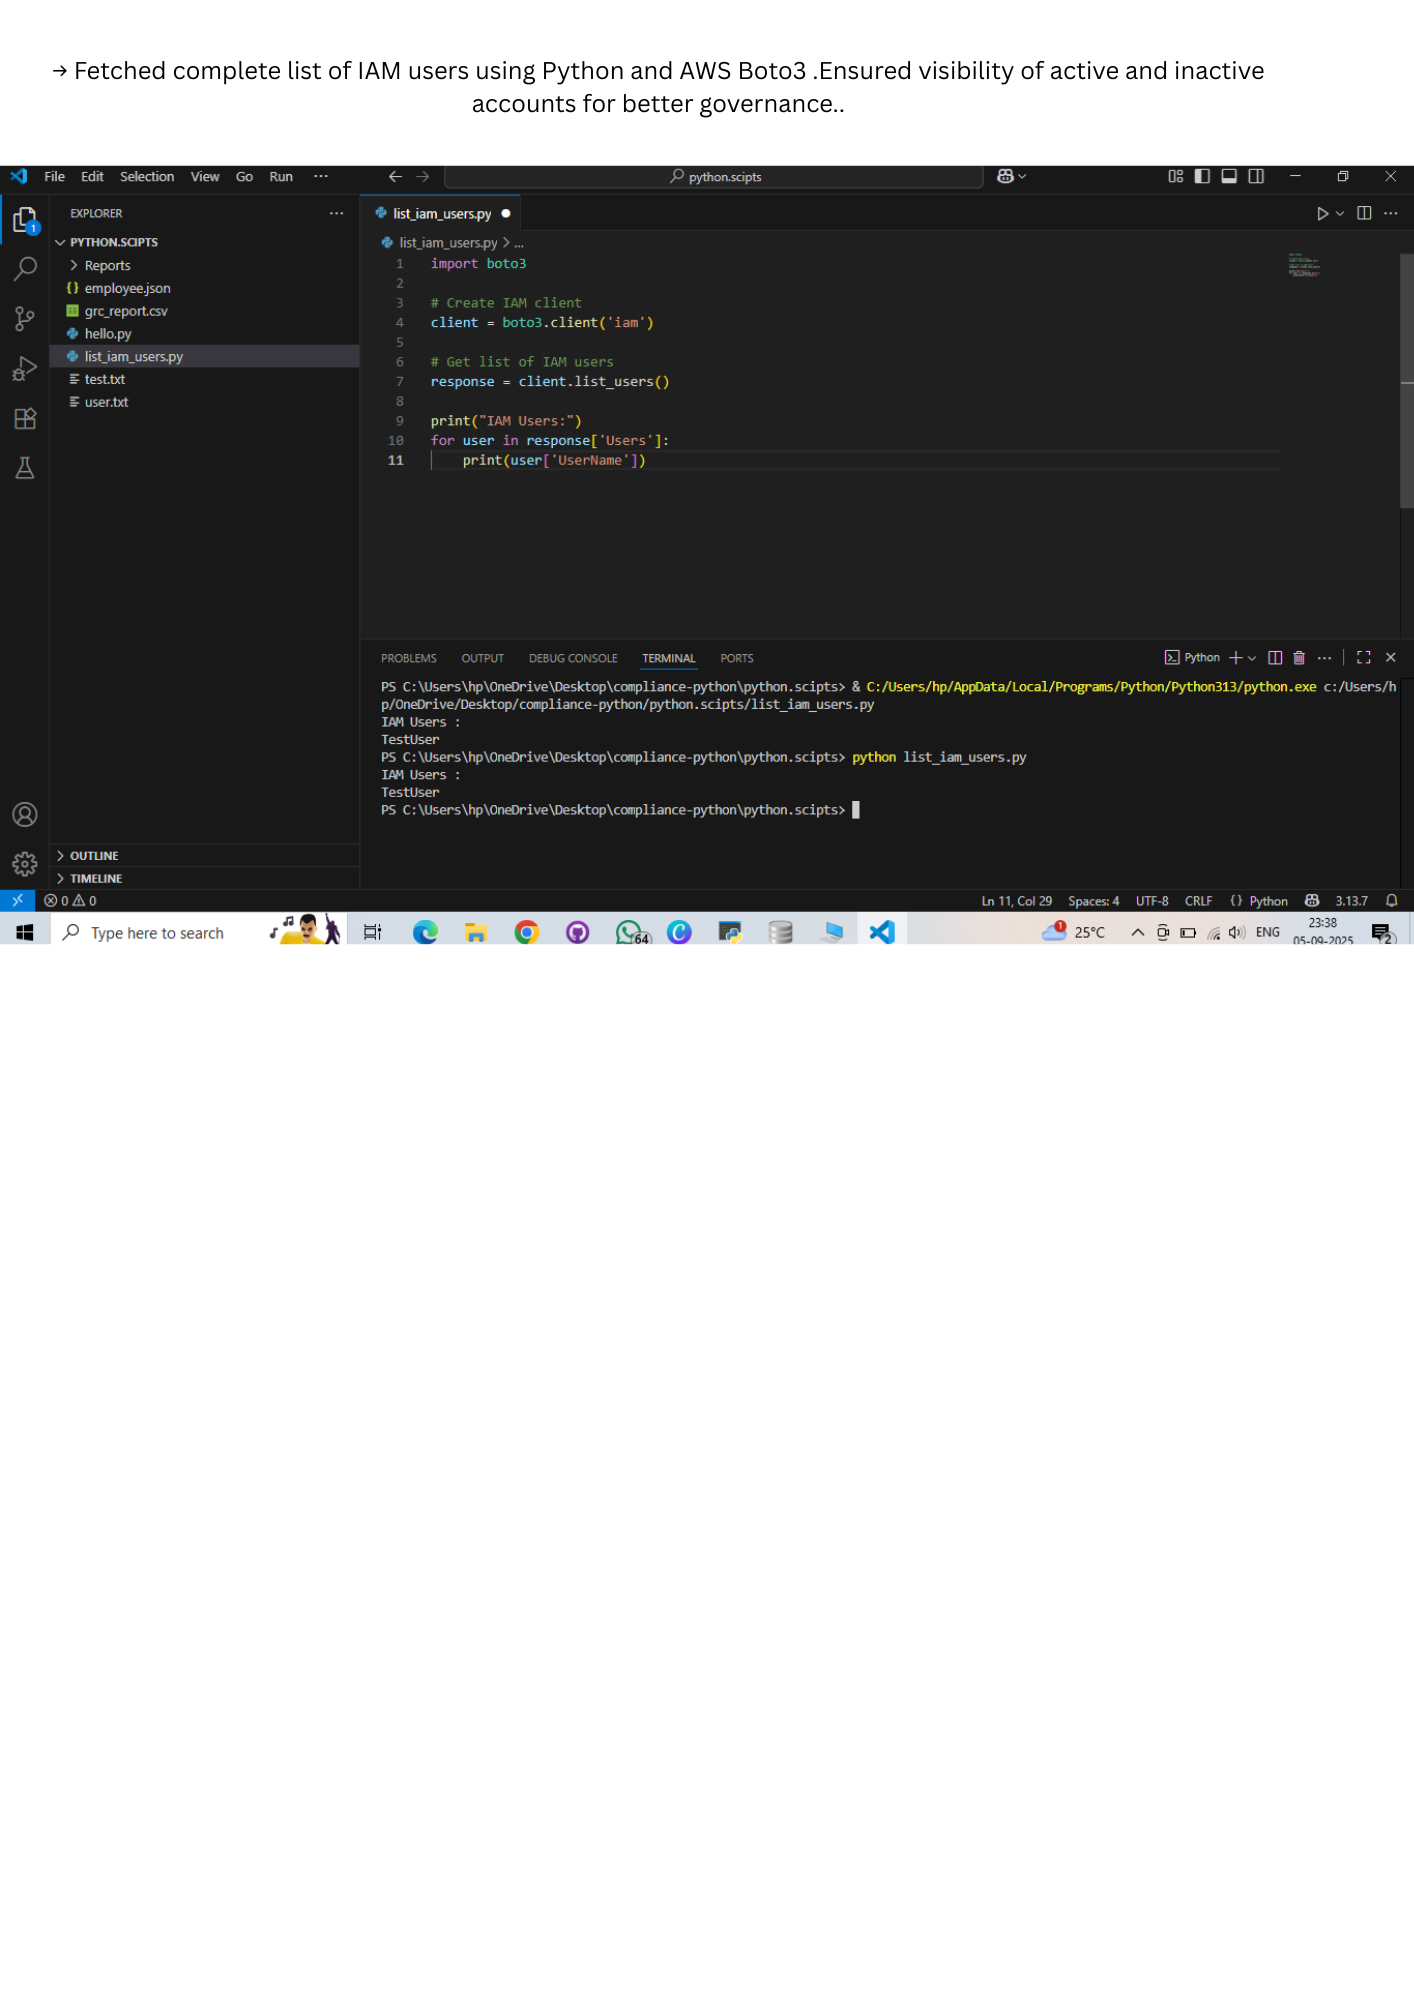 → Fetched complete list of IAM users using Python and AWS Boto3 .Ensured visibility of active and inactive
accounts for better governance..
File Edit Selection View Go Run ··· python.scipts
EXPLORER ···
list_iam_users.py
PYTHON.SCIPTS
Reports
employee.json
grc_report.csv
hello.py
list_iam_users.py
test.txt
user.txt
OUTLINE
TIMELINE
list_iam_users.py > ...
1 import boto3
2
3 # Create IAM client
4 client = boto3.client('iam')
5
6 # Get list of IAM users
7 response = client.list_users()
8
9 print("IAM Users:")
10 for user in response['Users']:
11 print(user['UserName'])
PROBLEMS OUTPUT DEBUG CONSOLE TERMINAL PORTS Python
PS C:\Users\hp\OneDrive\Desktop\compliance-python\python.scipts> & C:/Users/hp/AppData/Local/Programs/Python/Python313/python.exe c:/Users/h
p/OneDrive/Desktop/compliance-python/python.scipts/list_iam_users.py
IAM Users :
TestUser
PS C:\Users\hp\OneDrive\Desktop\compliance-python\python.scipts> python list_iam_users.py
IAM Users :
TestUser
PS C:\Users\hp\OneDrive\Desktop\compliance-python\python.scipts>
0 0 Ln 11, Col 29 Spaces: 4 UTF-8 CRLF {} Python 3.13.7
Type here to search 64 1 25°C ENG 23:38
05-09-2025 2